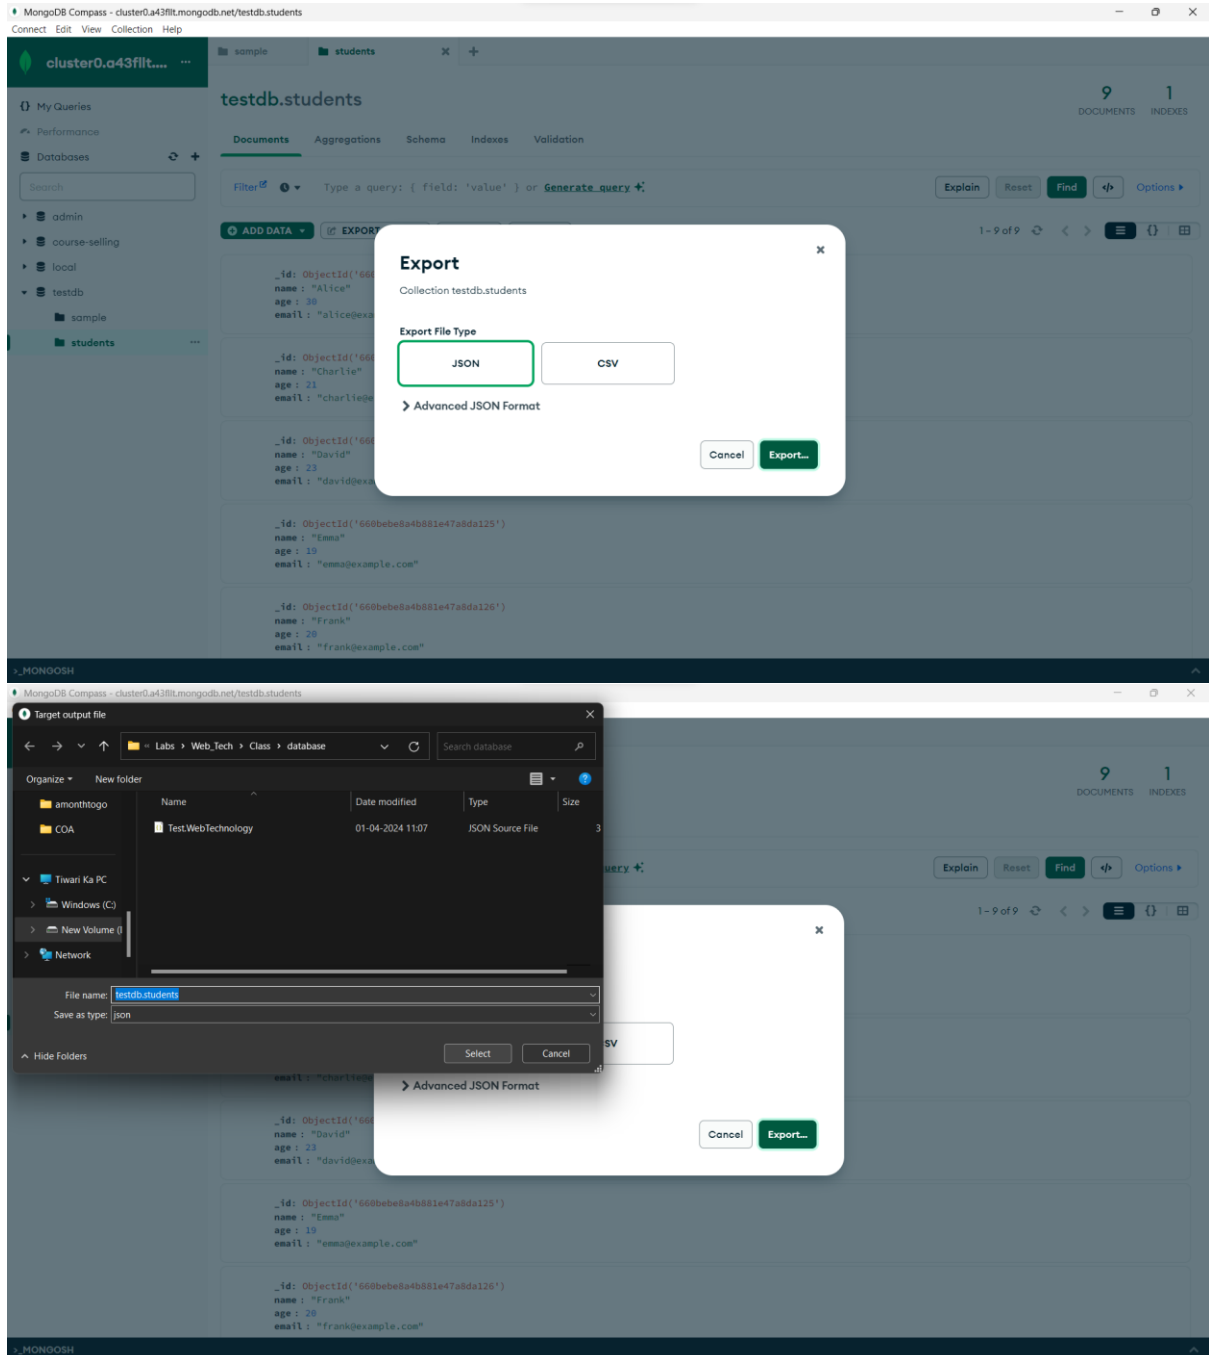 MongoDB Compass - cluster0.a43fllt.mongodb.net/testdb.students
Connect Edit View Collection Help
cluster0.a43fllt.... ...
sample
students
testdb.students
9
DOCUMENTS
1
INDEXES
{} My Queries
Performance
Databases
Search
admin
course-selling
local
testdb
sample
students ...
Documents Aggregations Schema Indexes Validation
Filter Type a query: { field: 'value' } or Generate query
Explain Reset Find </> Options
ADD DATA EXPORT
1 – 9 of 9 {}
_id: ObjectId('66
name : "Alice"
age : 30
email : "alice@exa
_id: ObjectId('66
name : "Charlie"
age : 21
email : "charlie@e
_id: ObjectId('66
name : "David"
age : 23
email : "david@exa
_id: ObjectId('660bebe8a4b881e47a8da125')
name : "Emma"
age : 19
email : "emma@example.com"
_id: ObjectId('660bebe8a4b881e47a8da126')
name : "Frank"
age : 20
email : "frank@example.com"
Export
Collection testdb.students
Export File Type
JSON
CSV
Advanced JSON Format
Cancel
Export...
>_MONGOSH
MongoDB Compass - cluster0.a43fllt.mongodb.net/testdb.students
Target output file
« Labs › Web_Tech › Class › database
Search database
Organize New folder
Name Date modified Type Size
Test.WebTechnology 01-04-2024 11:07 JSON Source File 3
amonthtogo
COA
Tiwari Ka PC
Windows (C:)
New Volume (
Network
File name: testdb.students
Save as type: json
Hide Folders
Select
Cancel
9
DOCUMENTS
1
INDEXES
uery
Explain Reset Find </> Options
1 – 9 of 9 {}
SV
email : "charlie@e
Advanced JSON Format
Cancel
Export...
_id: ObjectId('66
name : "David"
age : 23
email : "david@exa
_id: ObjectId('660bebe8a4b881e47a8da125')
name : "Emma"
age : 19
email : "emma@example.com"
_id: ObjectId('660bebe8a4b881e47a8da126')
name : "Frank"
age : 20
email : "frank@example.com"
>_MONGOSH